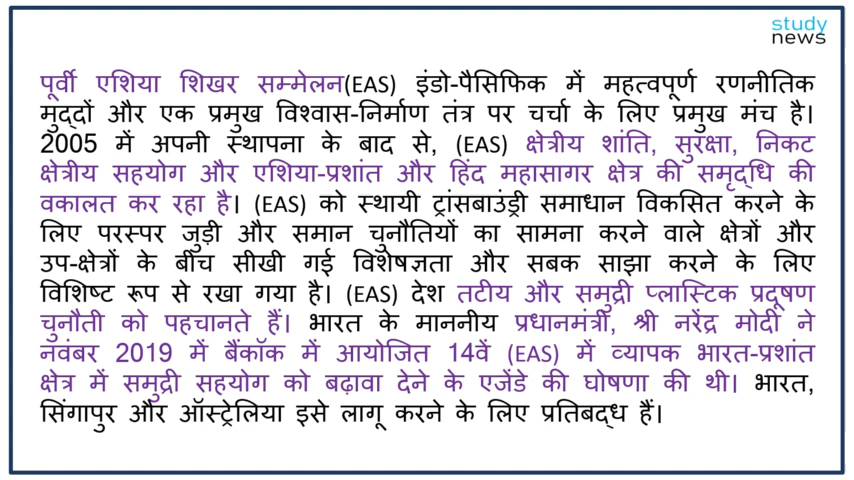 study
news
पूर्वी एशिया शिखर सम्मेलन(EAS) इंडो-पैसिफिक में महत्वपूर्ण रणनीतिक
मुद्दों और एक प्रमुख विश्वास-निर्माण तंत्र पर चर्चा के लिए प्रमुख मंच है।
2005 में अपनी स्थापना के बाद से, (EAS) क्षेत्रीय शांति, सुरक्षा, निकट
क्षेत्रीय सहयोग और एशिया-प्रशांत और हिंद महासागर क्षेत्र की समृद्धि की
वकालत कर रहा है। (EAS) को स्थायी ट्रांसबाउंड्री समाधान विकसित करने के
लिए परस्पर जुड़ी और समान चुनौतियों का सामना करने वाले क्षेत्रों और
उप-क्षेत्रों के बीच सीखी गई विशेषज्ञता और सबक साझा करने के लिए
विशिष्ट रूप से रखा गया है। (EAS) देश तटीय और समुद्री प्लास्टिक प्रदूषण
चुनौती को पहचानते हैं। भारत के माननीय प्रधानमंत्री, श्री नरेंद्र मोदी ने
नवंबर 2019 में बैंकॉक में आयोजित 14वें (EAS) में व्यापक भारत-प्रशांत
क्षेत्र में समुद्री सहयोग को बढ़ावा देने के एजेंडे की घोषणा की थी। भारत,
सिंगापुर और ऑस्ट्रेलिया इसे लागू करने के लिए प्रतिबद्ध हैं।